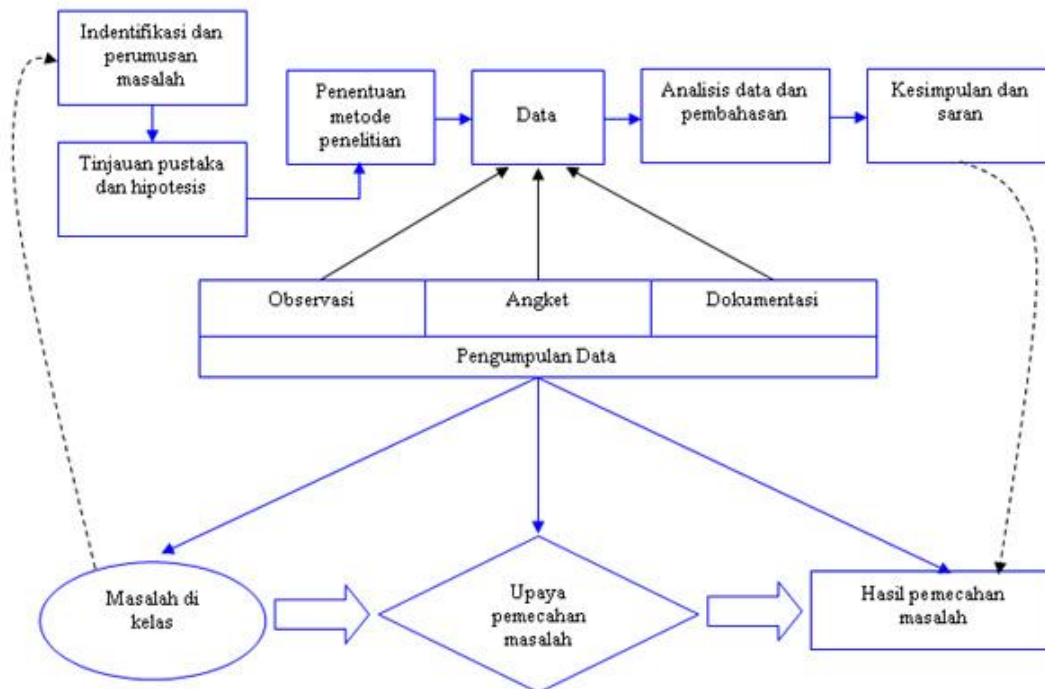 Indentifikasi dan
perumusan
masalah
Tinjauan pustaka
dan hipotesis
Penentuan
metode
penelitian
Data
Analisis data dan
pembahasan
Kesimpulan dan
saran
Observasi
Angket
Dokumentasi
Pengumpulan Data
Masalah di
kelas
Upaya
pemecahan
masalah
Hasil pemecahan
masalah